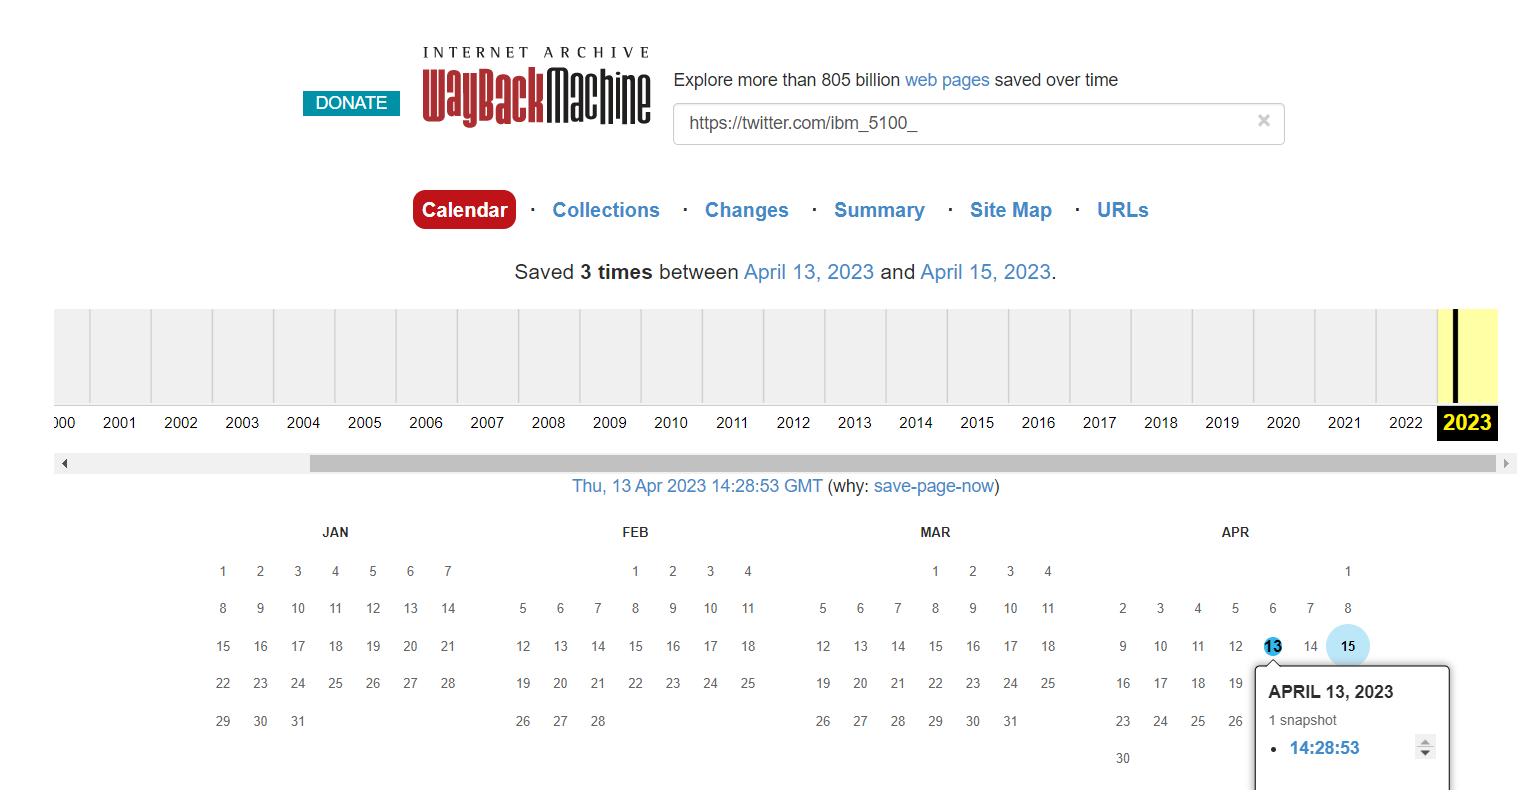 INTERNET ARCHIVE
WayBackMachine
DONATE
Explore more than 805 billion web pages saved over time
https://twitter.com/ibm_5100_ ×
Calendar · Collections · Changes · Summary · Site Map · URLs
Saved 3 times between April 13, 2023 and April 15, 2023.
000 2001 2002 2003 2004 2005 2006 2007 2008 2009 2010 2011 2012 2013 2014 2015 2016 2017 2018 2019 2020 2021 2022 2023
Thu, 13 Apr 2023 14:28:53 GMT (why: save-page-now)
JAN
1 2 3 4 5 6 7
8 9 10 11 12 13 14
15 16 17 18 19 20 21
22 23 24 25 26 27 28
29 30 31
FEB
1 2 3 4
5 6 7 8 9 10 11
12 13 14 15 16 17 18
19 20 21 22 23 24 25
26 27 28
MAR
1 2 3 4
5 6 7 8 9 10 11
12 13 14 15 16 17 18
19 20 21 22 23 24 25
26 27 28 29 30 31
APR
1
2 3 4 5 6 7 8
9 10 11 12 13 14 15
16 17 18 19
23 24 25 26
30
APRIL 13, 2023
1 snapshot
• 14:28:53